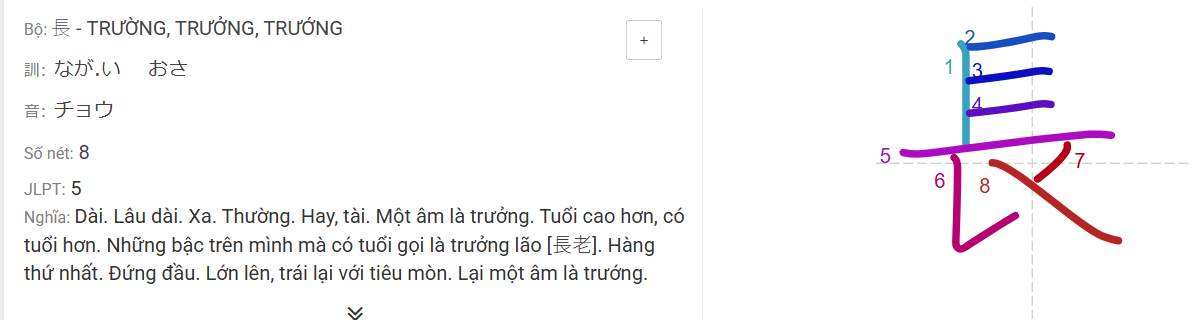 Bộ: 長 - TRƯỜNG, TRƯỞNG, TRƯỚNG
+
訓: なが.い おさ
音: チョウ
Số nét: 8
JLPT: 5
Nghĩa: Dài. Lâu dài. Xa. Thường. Hay, tài. Một âm là trưởng. Tuổi cao hơn, có
tuổi hơn. Những bậc trên mình mà có tuổi gọi là trưởng lão [長老]. Hàng
thứ nhất. Đứng đầu. Lớn lên, trái lại với tiêu mòn. Lại một âm là trướng.
長
1
2
3
4
5
6
7
8